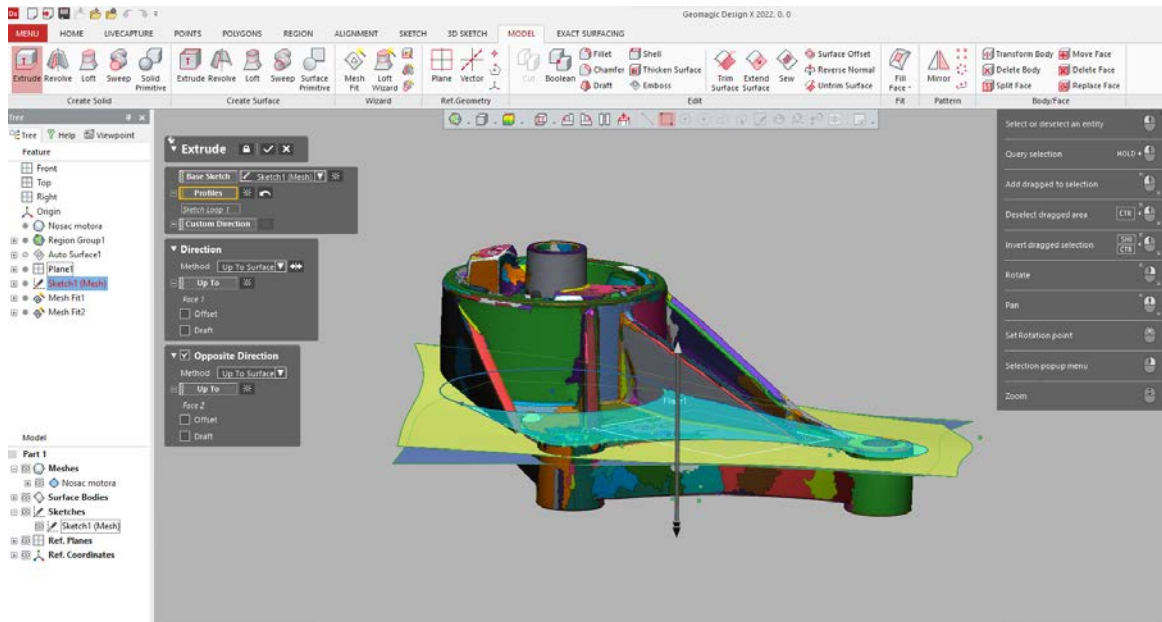 Geomagic Design X 2022. 0. 0
MENU HOME LIVECAPTURE POINTS POLYGONS REGION ALIGNMENT SKETCH 3D SKETCH MODEL EXACT SURFACING
Extrude Revolve Loft Sweep Solid Primitive
Create Solid
Extrude Revolve Loft Sweep Surface Primitive
Create Surface
Mesh Fit Loft Wizard
Wizard
Plane Vector
Ref.Geometry
Cut Boolean
Fillet
Chamfer
Draft
Shell
Thicken Surface
Emboss
Trim Surface Extend Surface Sew
Surface Offset
Reverse Normal
Untrim Surface
Edit
Fill Face
Fit
Mirror
Pattern
Transform Body
Delete Body
Split Face
Move Face
Delete Face
Replace Face
Body/Face
Tree
Tree Help Viewpoint
Feature
Front
Top
Right
Origin
Nosac motora
Region Group1
Auto Surface1
Plane1
Sketch1 (Mesh)
Mesh Fit1
Mesh Fit2
Model
Part 1
Meshes
Nosac motora
Surface Bodies
Sketches
Sketch1 (Mesh)
Ref. Planes
Ref. Coordinates
Extrude
Base Sketch Sketch1 (Mesh)
Profiles
Sketch Loop 1
Custom Direction
Direction
Method Up To Surface
Up To
Face 1
Offset
Draft
Opposite Direction
Method Up To Surface
Up To
Face 2
Offset
Draft
Select or deselect an entity
Query selection HOLD +
Add dragged to selection
Deselect dragged area CTR +
Invert dragged selection SHI CTR +
Rotate
Pan
Set Rotation point
Selection popup menu
Zoom